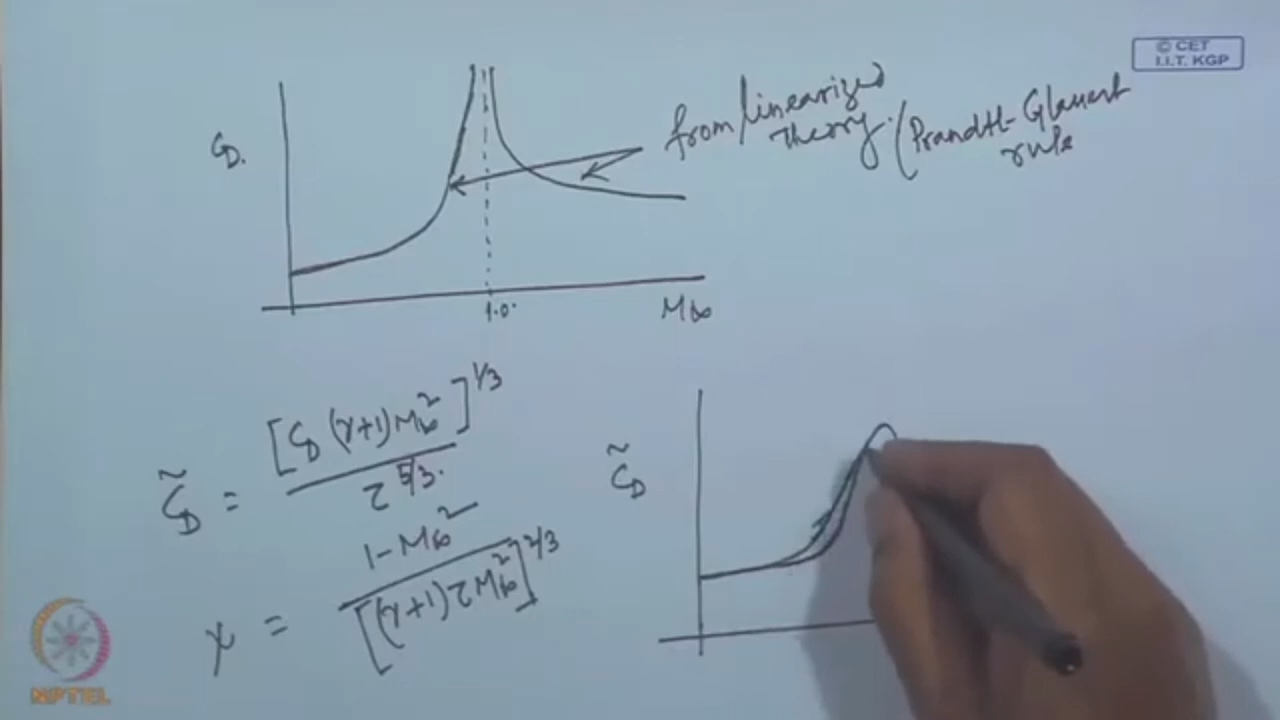 © CET
I.I.T. KGP
C_D.
from linearized
theory. (Prandtl-Glauert
rule
1.0.
M∞
C̃_D = [C_D (γ+1) M∞²]^{1/3} / τ^{5/3}.
χ = 1 - M∞² / [(γ+1) τ M∞²]^{2/3}
C̃_D
NPTEL